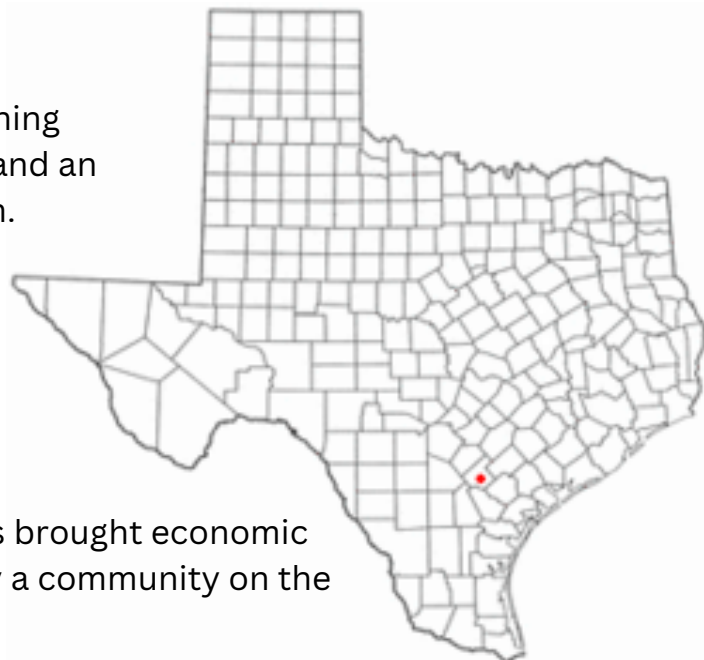 ning
and an
n.
s brought economic
y a community on the